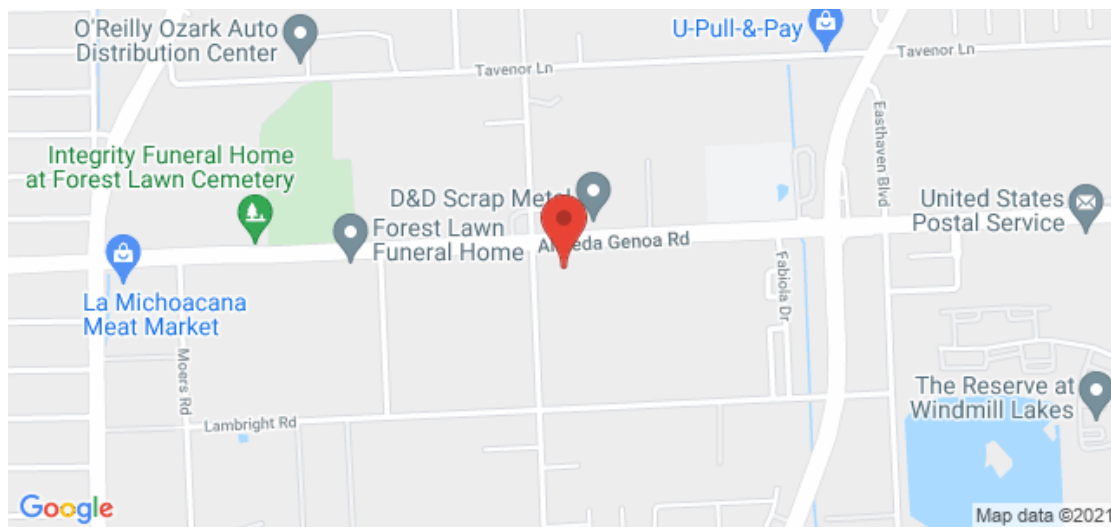 O'Reilly Ozark Auto
Distribution Center
U-Pull-&-Pay
Tavenor Ln
Tavenor Ln
Easthaven Blvd
Integrity Funeral Home
at Forest Lawn Cemetery
D&D Scrap Metal
United States
Postal Service
Forest Lawn
Funeral Home
Genoa Rd
Fabiola Dr
La Michoacana
Meat Market
Moers Rd
The Reserve at
Windmill Lakes
Lambright Rd
Google
Map data ©2021